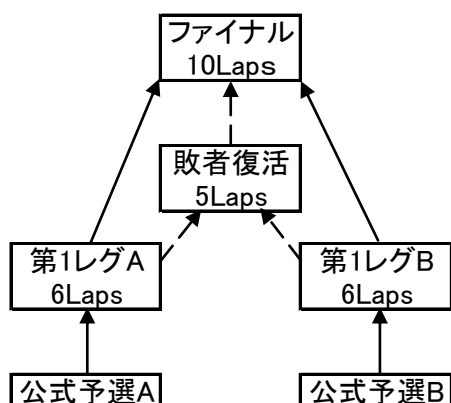 ファイナル
10Laps
敗者復活
5Laps
第1レグA
6Laps
第1レグB
6Laps
公式予選A
公式予選B